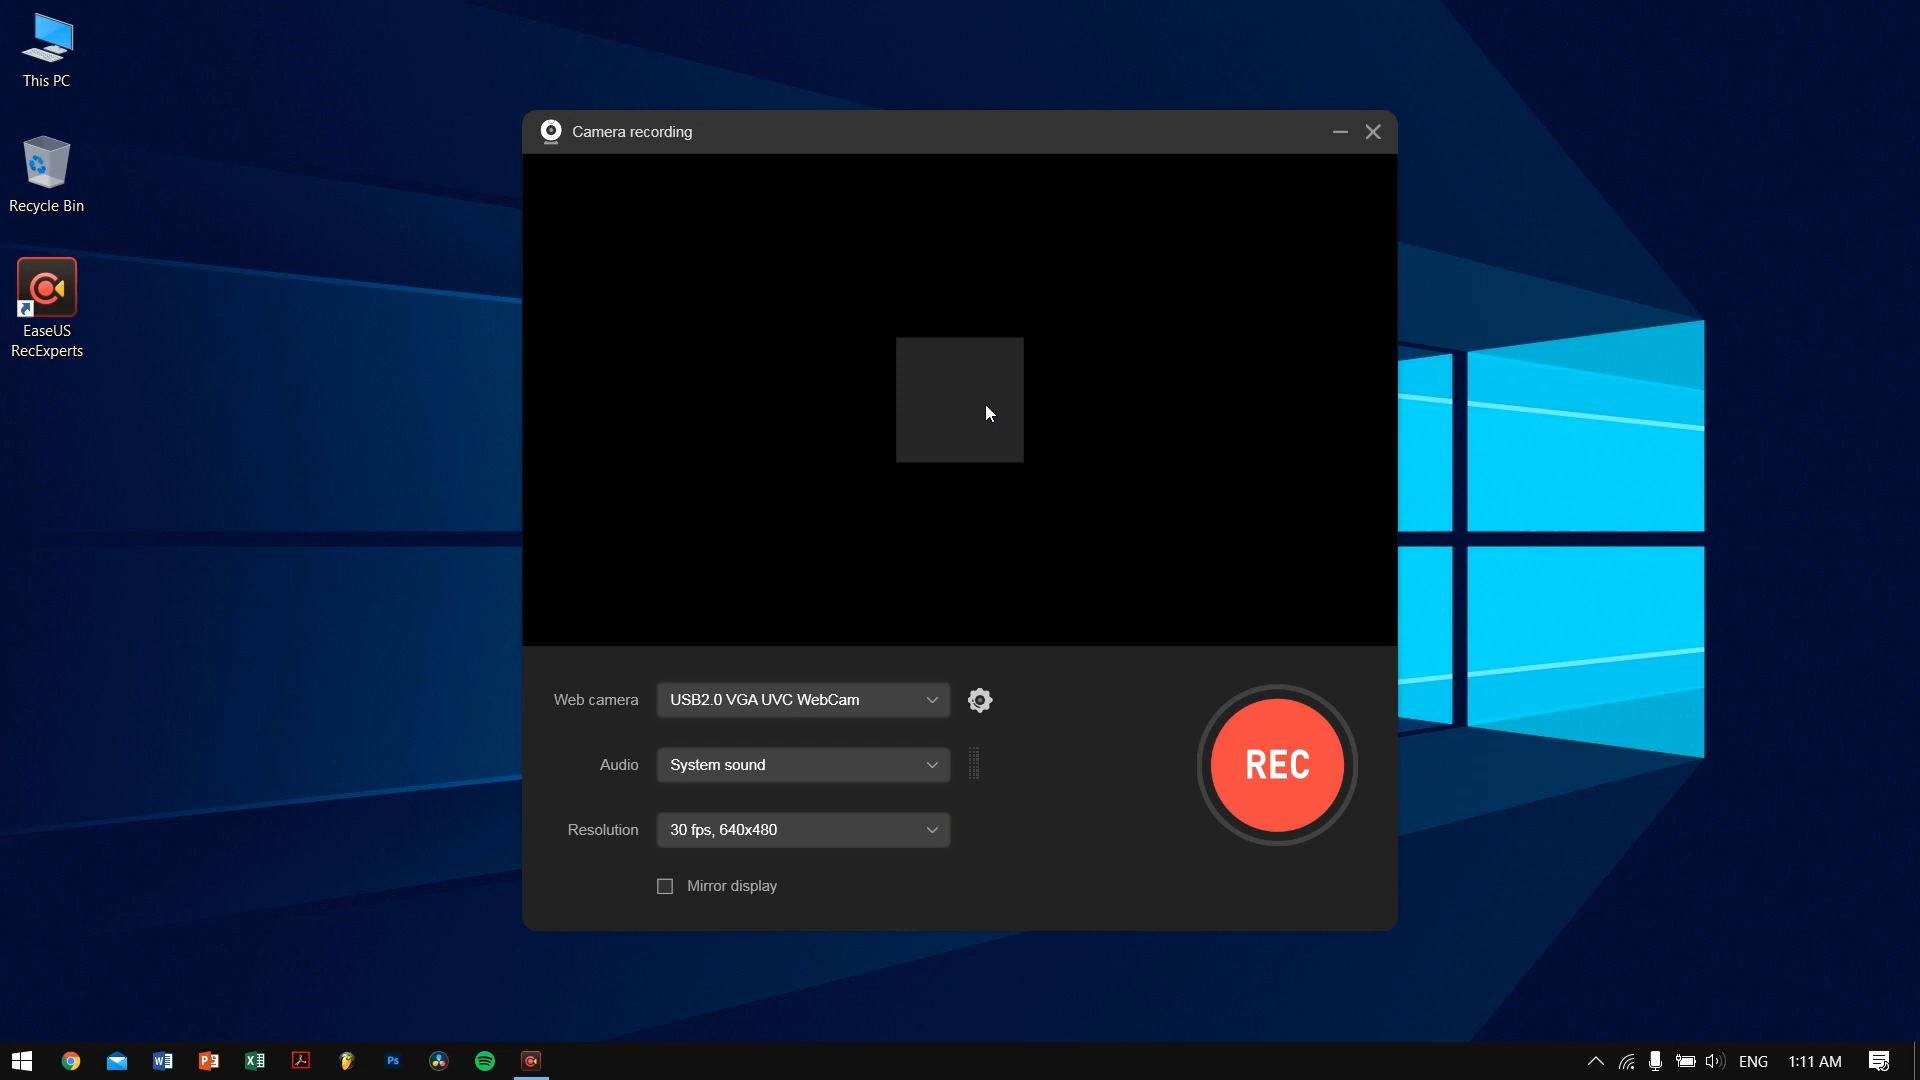 This PC
Recycle Bin
EaseUS
RecExperts
Camera recording
Web camera
USB2.0 VGA UVC WebCam
Audio
System sound
Resolution
30 fps, 640x480
Mirror display
REC
Ps
ENG
1:11 AM